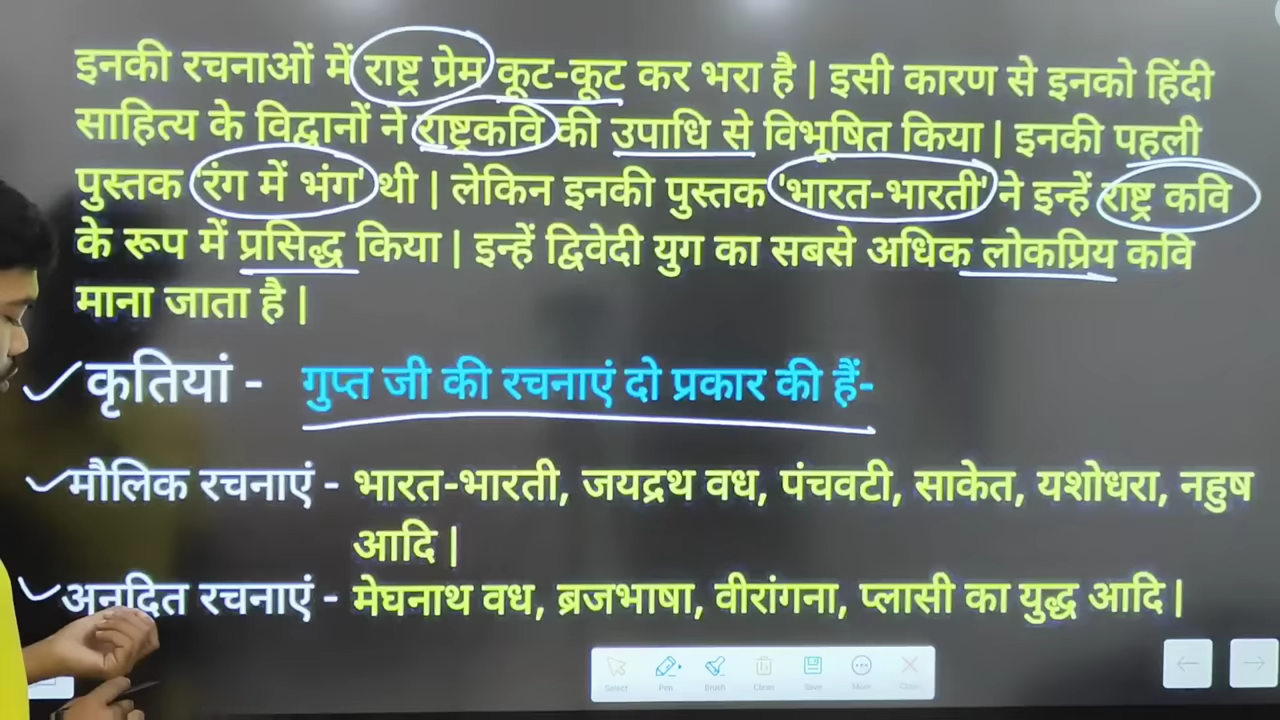 इनकी रचनाओं में राष्ट्र प्रेम कूट-कूट कर भरा है | इसी कारण से इनको हिंदी
साहित्य के विद्वानों ने राष्ट्रकवि की उपाधि से विभूषित किया | इनकी पहली
पुस्तक 'रंग में भंग' थी | लेकिन इनकी पुस्तक 'भारत-भारती' ने इन्हें राष्ट्र कवि
के रूप में प्रसिद्ध किया | इन्हें द्विवेदी युग का सबसे अधिक लोकप्रिय कवि
माना जाता है |
कृतियां - गुप्त जी की रचनाएं दो प्रकार की हैं-
मौलिक रचनाएं - भारत-भारती, जयद्रथ वध, पंचवटी, साकेत, यशोधरा, नहुष
आदि |
अनूदित रचनाएं - मेघनाथ वध, ब्रजभाषा, वीरांगना, प्लासी का युद्ध आदि |
Select Pen Brush Clean Save More Close